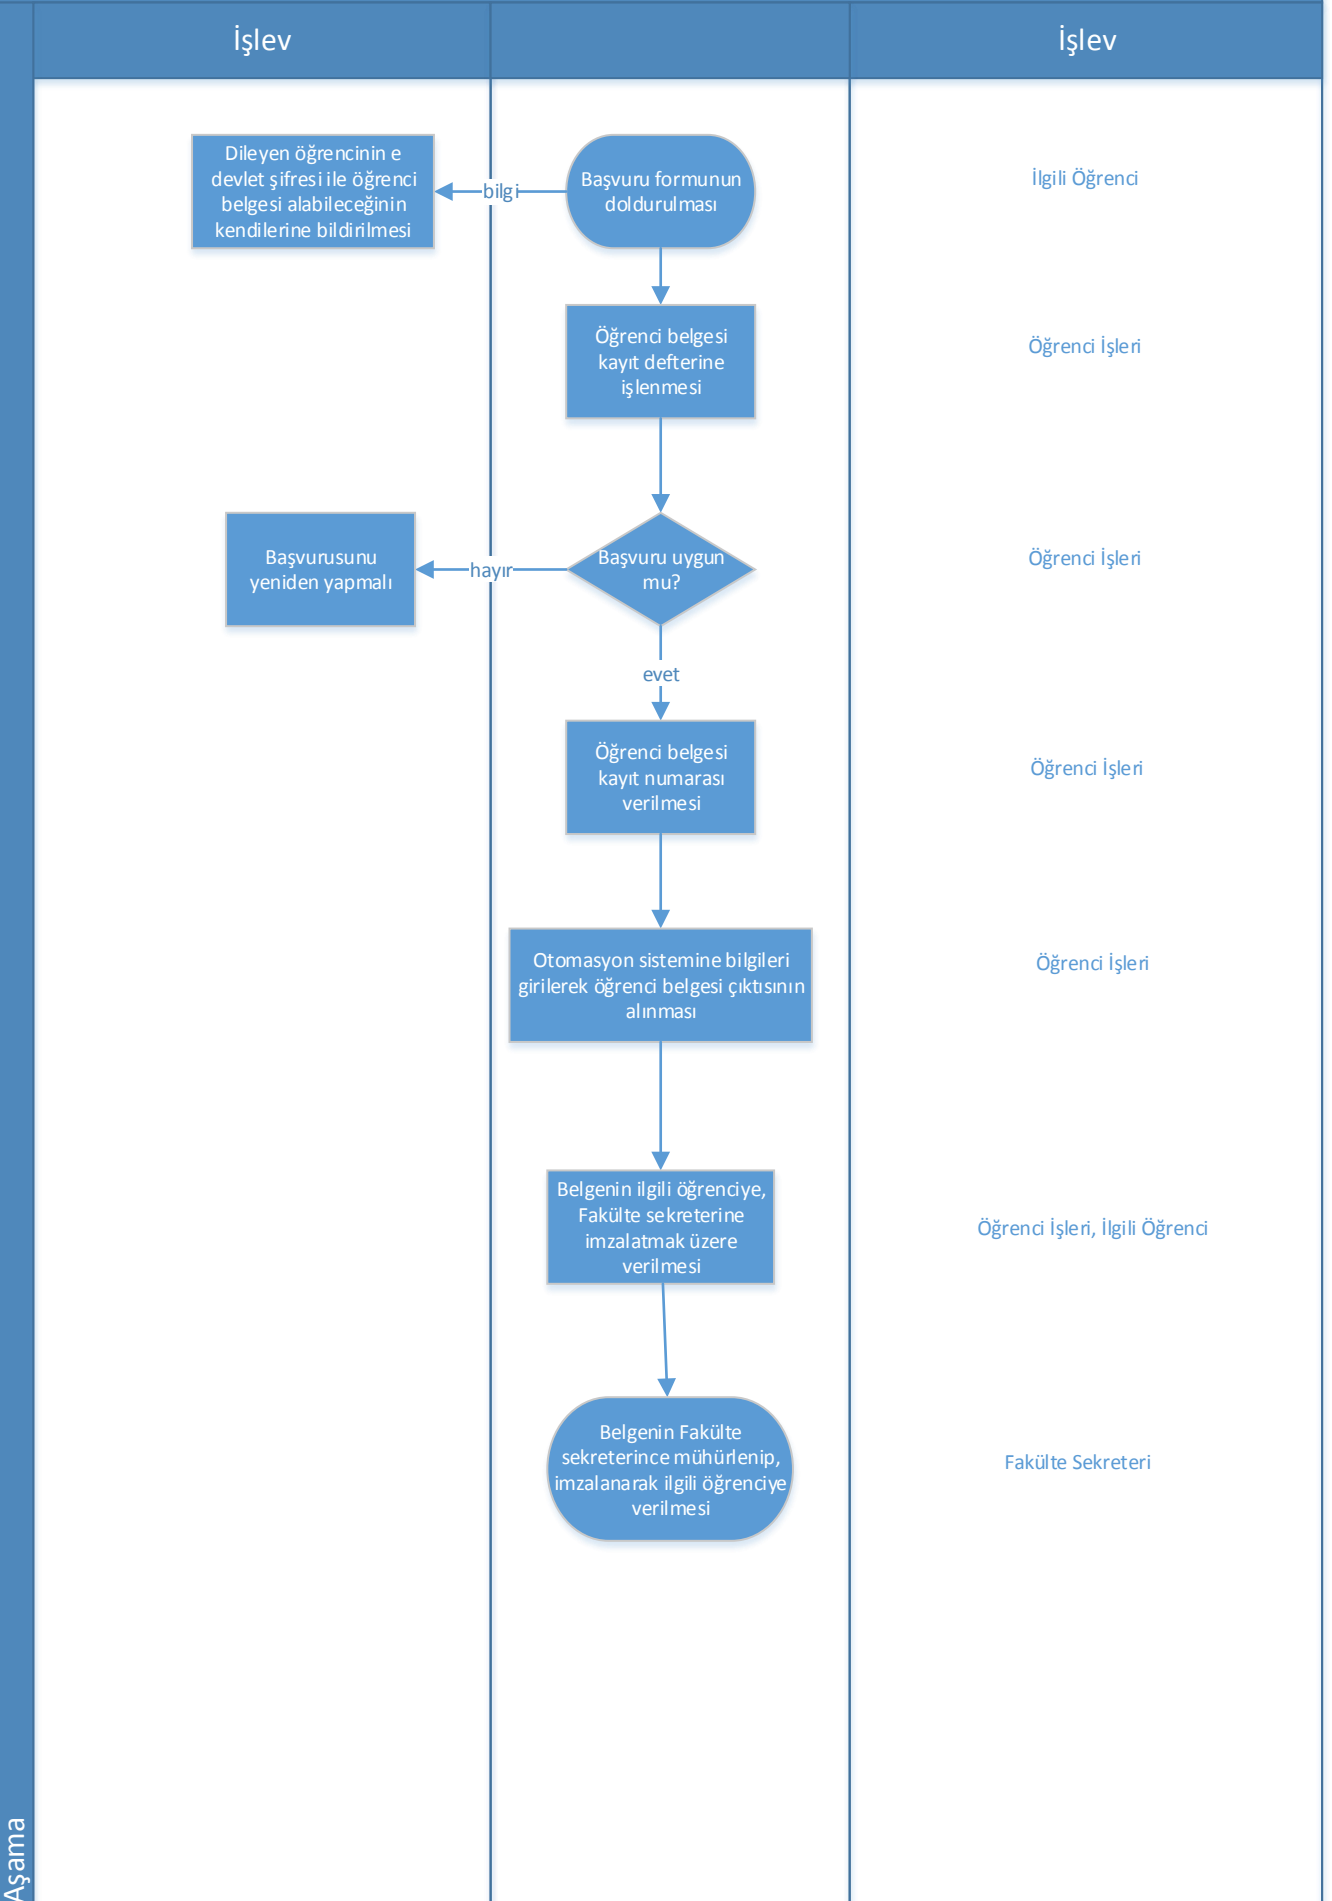 İşlev
İşlev
Dileyen öğrencinin e
devlet şifresi ile öğrenci
belgesi alabileceğinin
kendilerine bildirilmesi
bilgi
Başvuru formunun
doldurulması
İlgili Öğrenci
Öğrenci belgesi
kayıt defterine
işlenmesi
Öğrenci İşleri
Başvurusunu
yeniden yapmalı
hayır
Başvuru uygun
mu?
Öğrenci İşleri
evet
Öğrenci belgesi
kayıt numarası
verilmesi
Öğrenci İşleri
Otomasyon sistemine bilgileri
girilerek öğrenci belgesi çıktısının
alınması
Öğrenci İşleri
Belgenin ilgili öğrenciye,
Fakülte sekreterine
imzalatmak üzere
verilmesi
Öğrenci İşleri, İlgili Öğrenci
Belgenin Fakülte
sekreterince mühürlenip,
imzalanarak ilgili öğrenciye
verilmesi
Fakülte Sekreteri
Aşama